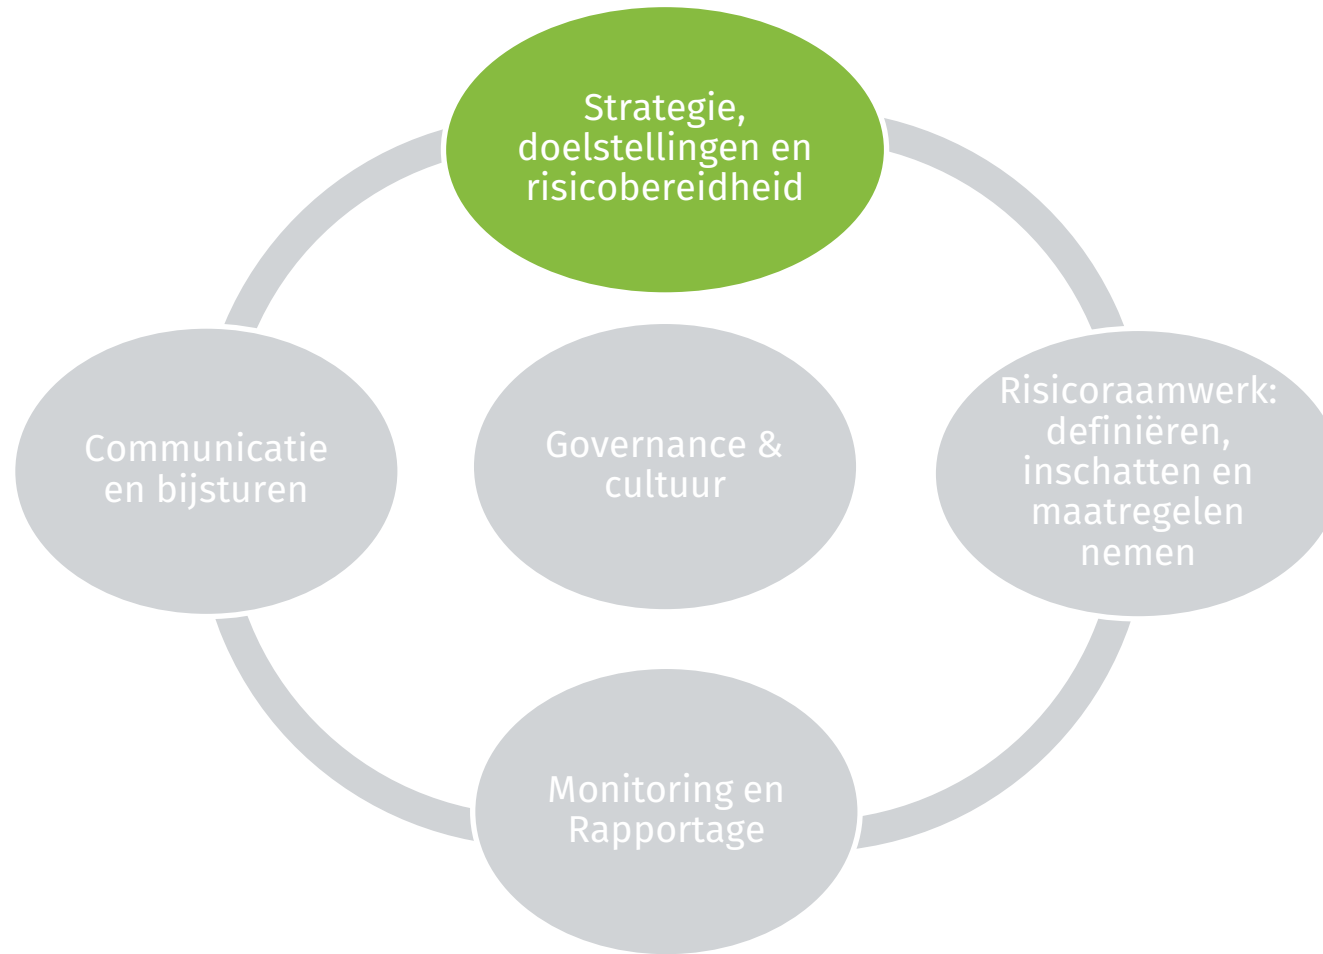 Strategie,
doelstellingen en
risicobereidheid
Risicoraamwerk:
definiëren,
inschatten en
maatregelen
nemen
Monitoring en
Rapportage
Communicatie
en bijsturen
Governance &
cultuur